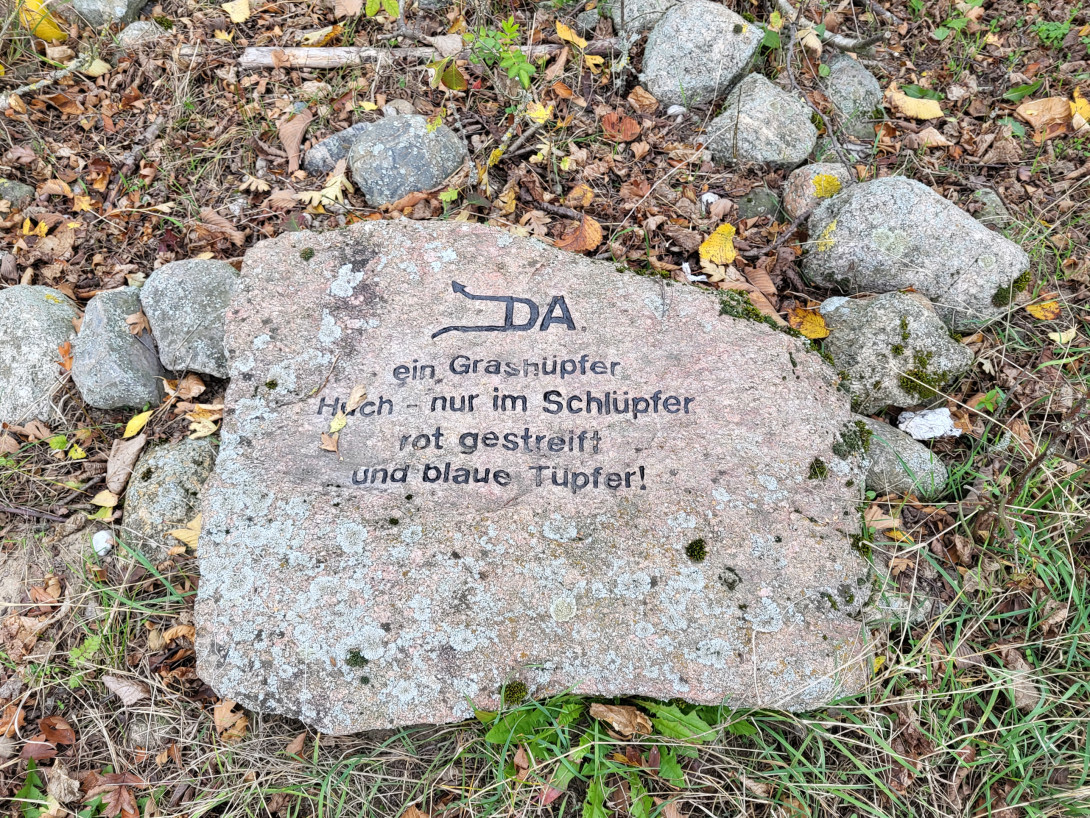 DA.
ein Grashüpfer
Huch - nur im Schlüpfer
rot gestreift
und blaue Tüpfer!